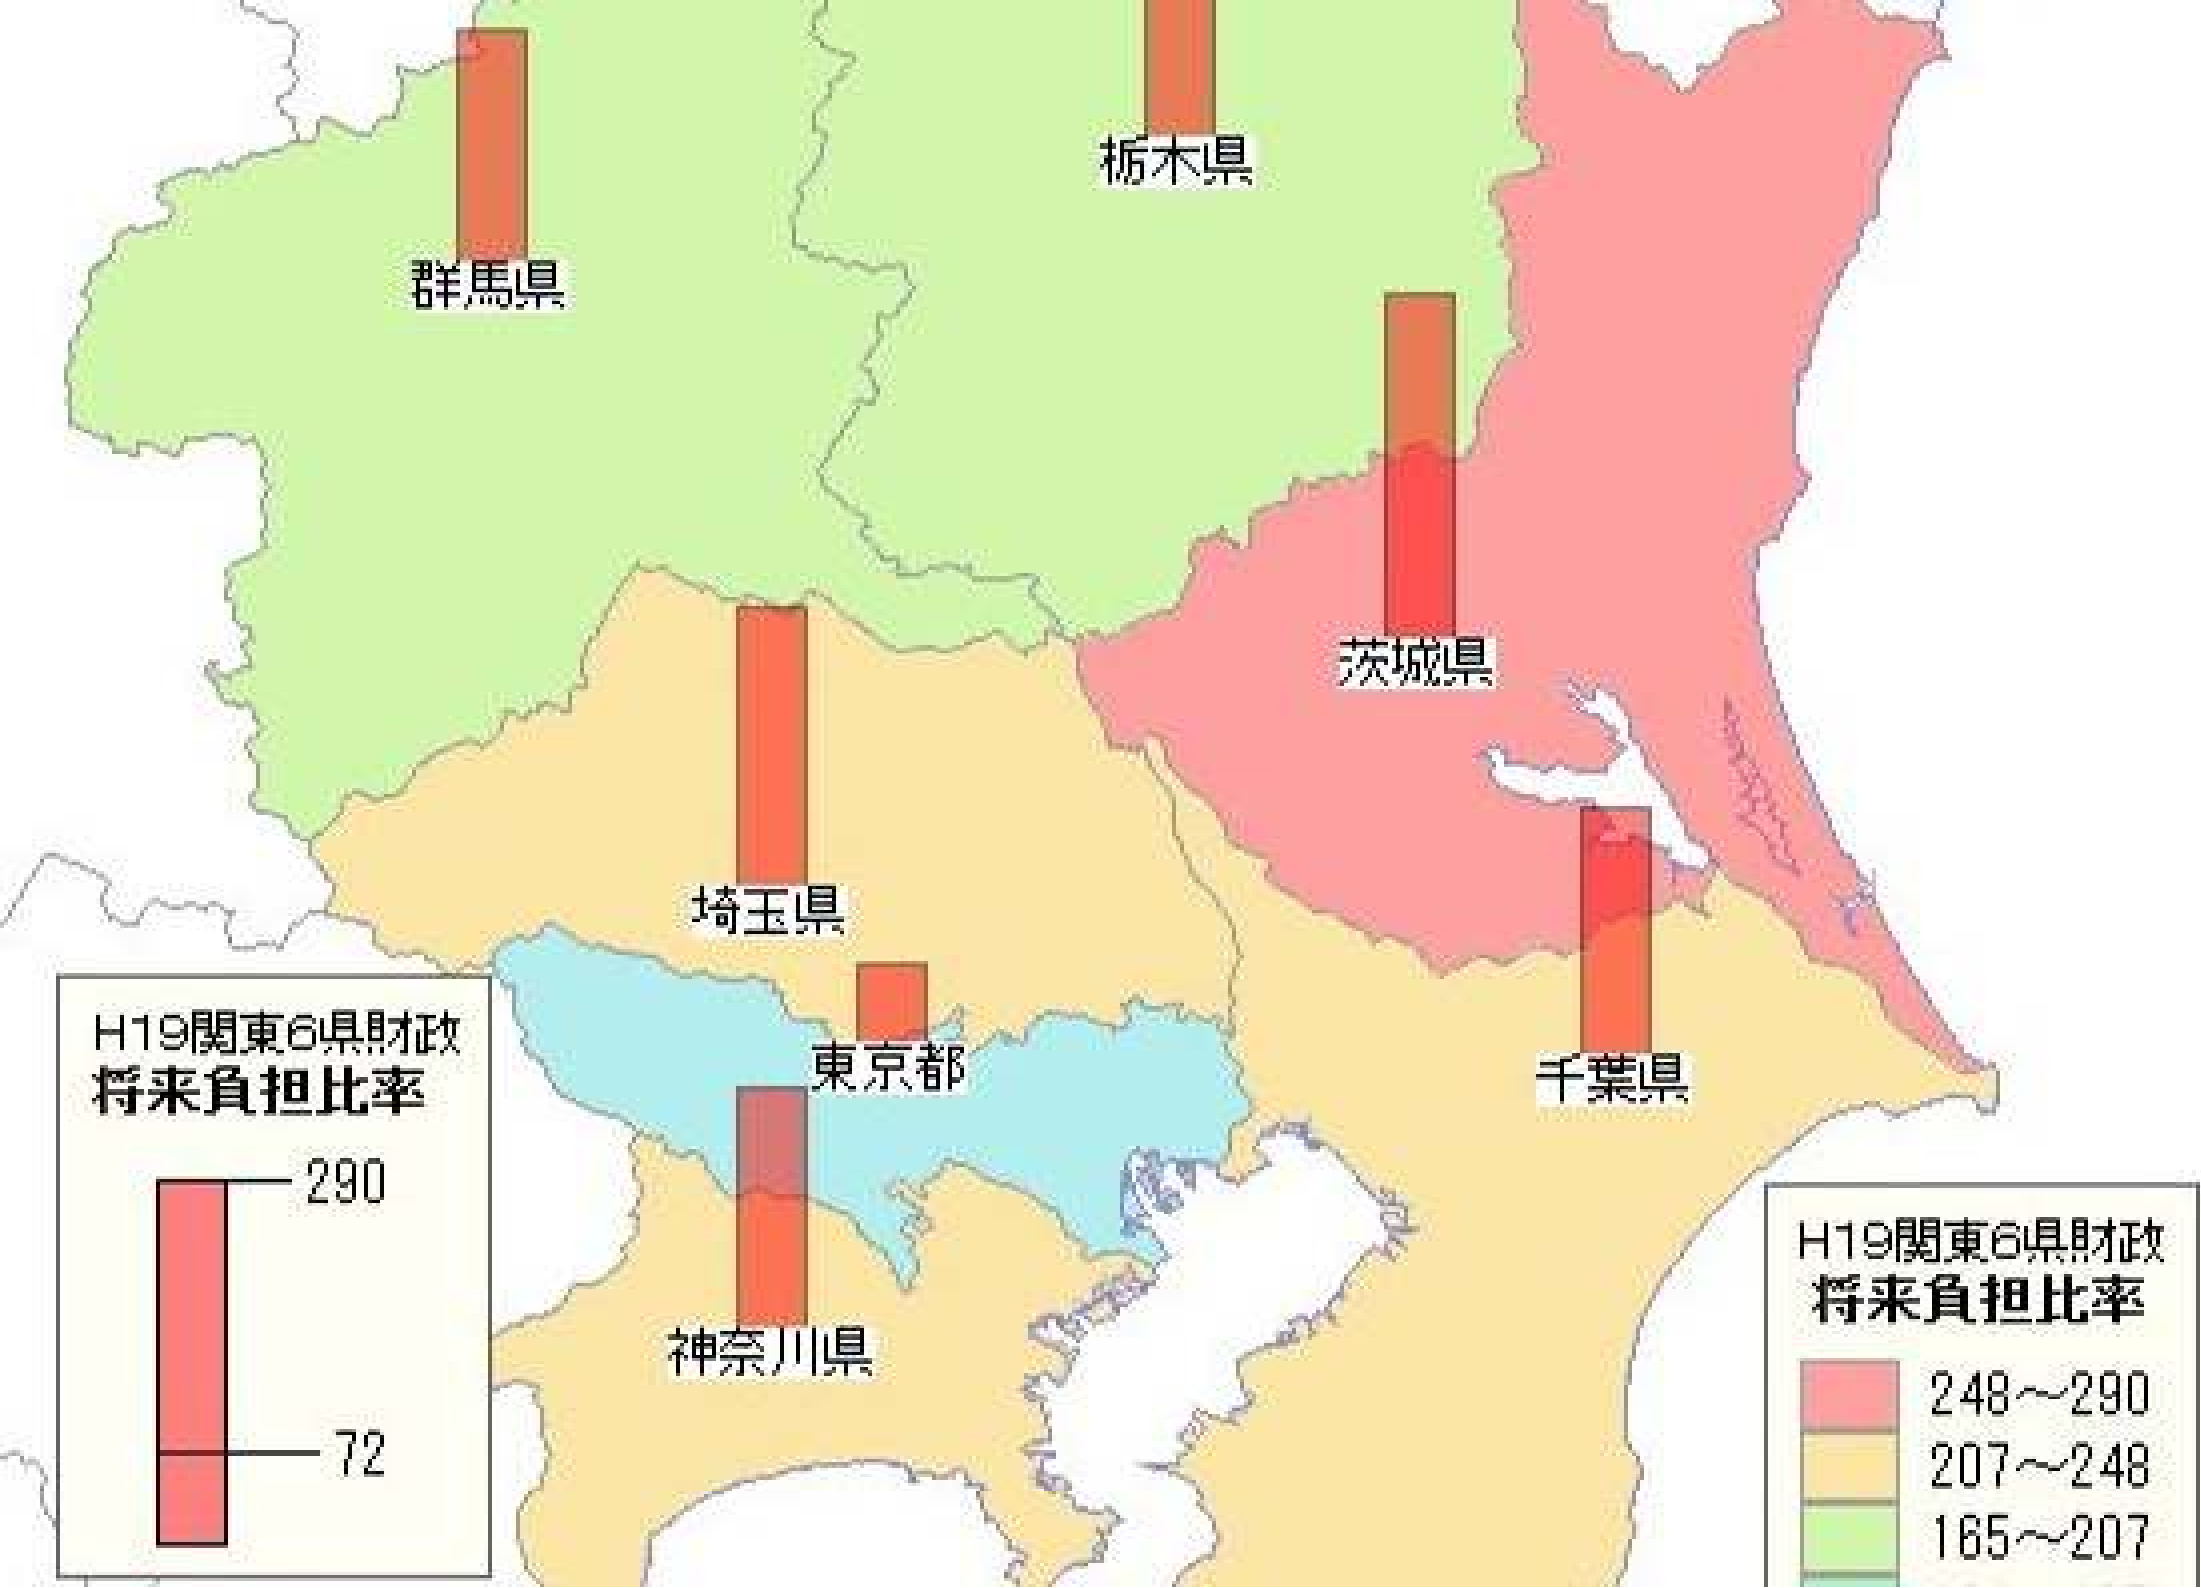 栃木県
群馬県
茨城県
埼玉県
東京都
千葉県
神奈川県
H19関東6県財政
将来負担比率
290
72
H19関東6県財政
将来負担比率
248～290
207～248
165～207